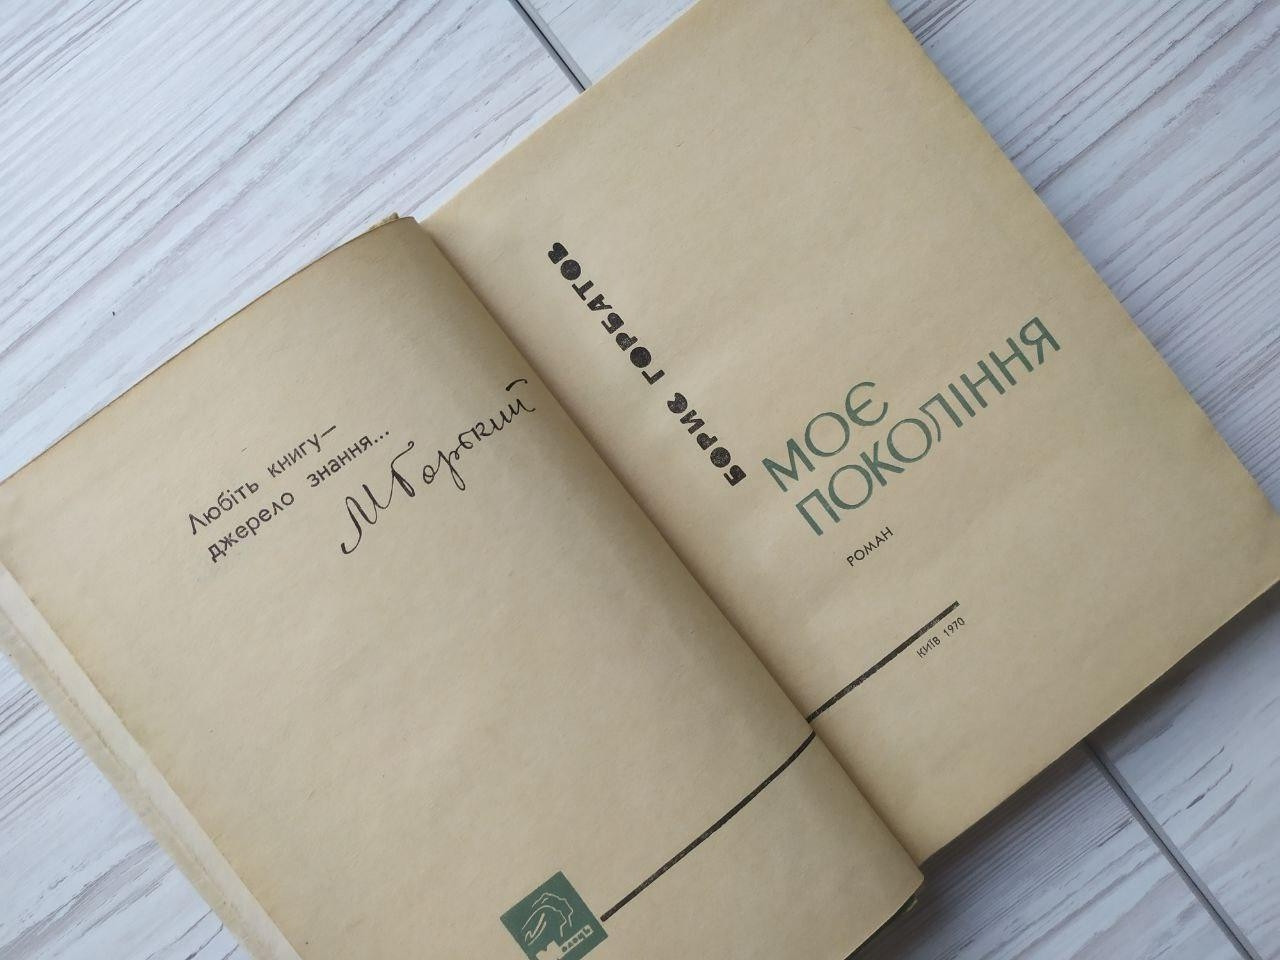 Любіть книгу—
джерело знання...
М Горький
БОРИС ГОРБАТОВ
МОЄ
ПОКОЛІННЯ
РОМАН
КИЇВ 1970